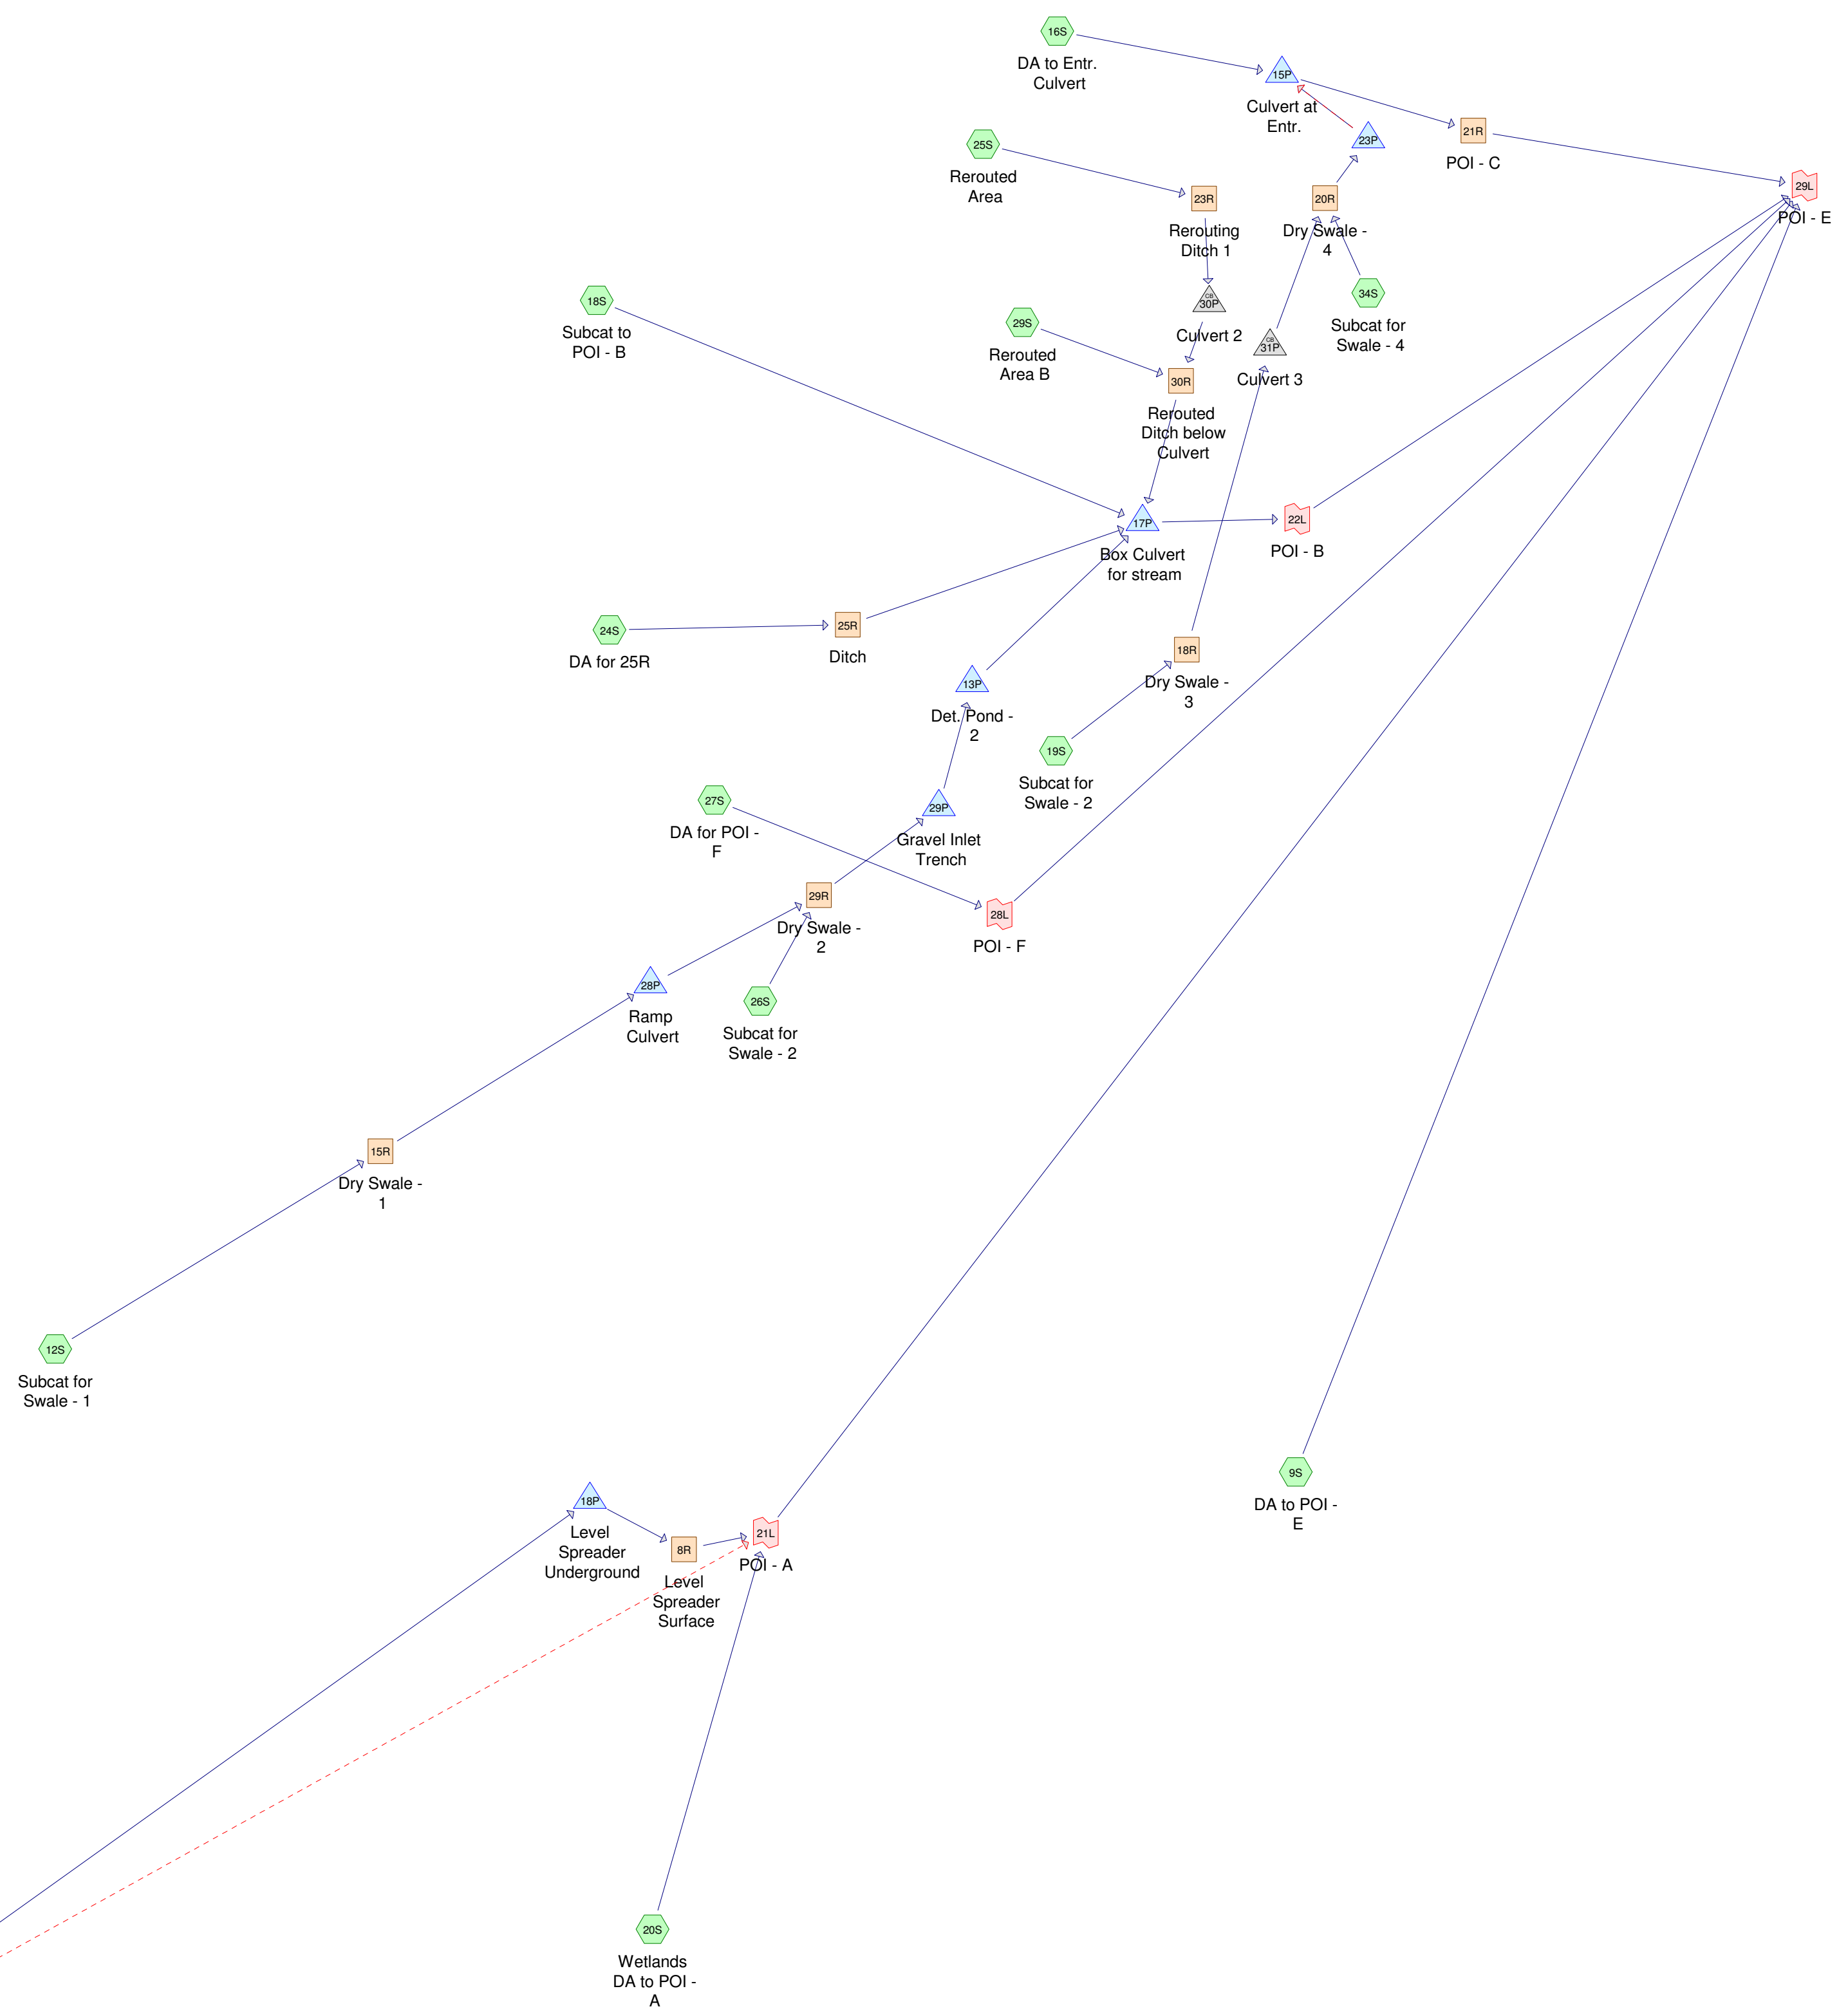 16S
DA to Entr.
Culvert
15P
Culvert at
Entr.
23P
21R
POI - C
25S
Rerouted
Area
29L
POI - E
23R
Rerouting
Ditch 1
20R
Dry Swale -
4
18S
Subcat to
POI - B
CB
30P
Culvert 2
34S
Subcat for
Swale - 4
29S
Rerouted
Area B
CB
31P
Culvert 3
30R
Rerouted
Ditch below
Culvert
17P
Box Culvert
for stream
22L
POI - B
24S
DA for 25R
25R
Ditch
18R
Dry Swale -
3
13P
Det. Pond -
2
19S
Subcat for
Swale - 2
27S
DA for POI -
F
29P
Gravel Inlet
Trench
29R
Dry Swale -
2
28L
POI - F
28P
Ramp
Culvert
26S
Subcat for
Swale - 2
15R
Dry Swale -
1
12S
Subcat for
Swale - 1
9S
DA to POI -
E
18P
Level
Spreader
Underground
8R
Level
Spreader
Surface
21L
POI - A
20S
Wetlands
DA to POI -
A